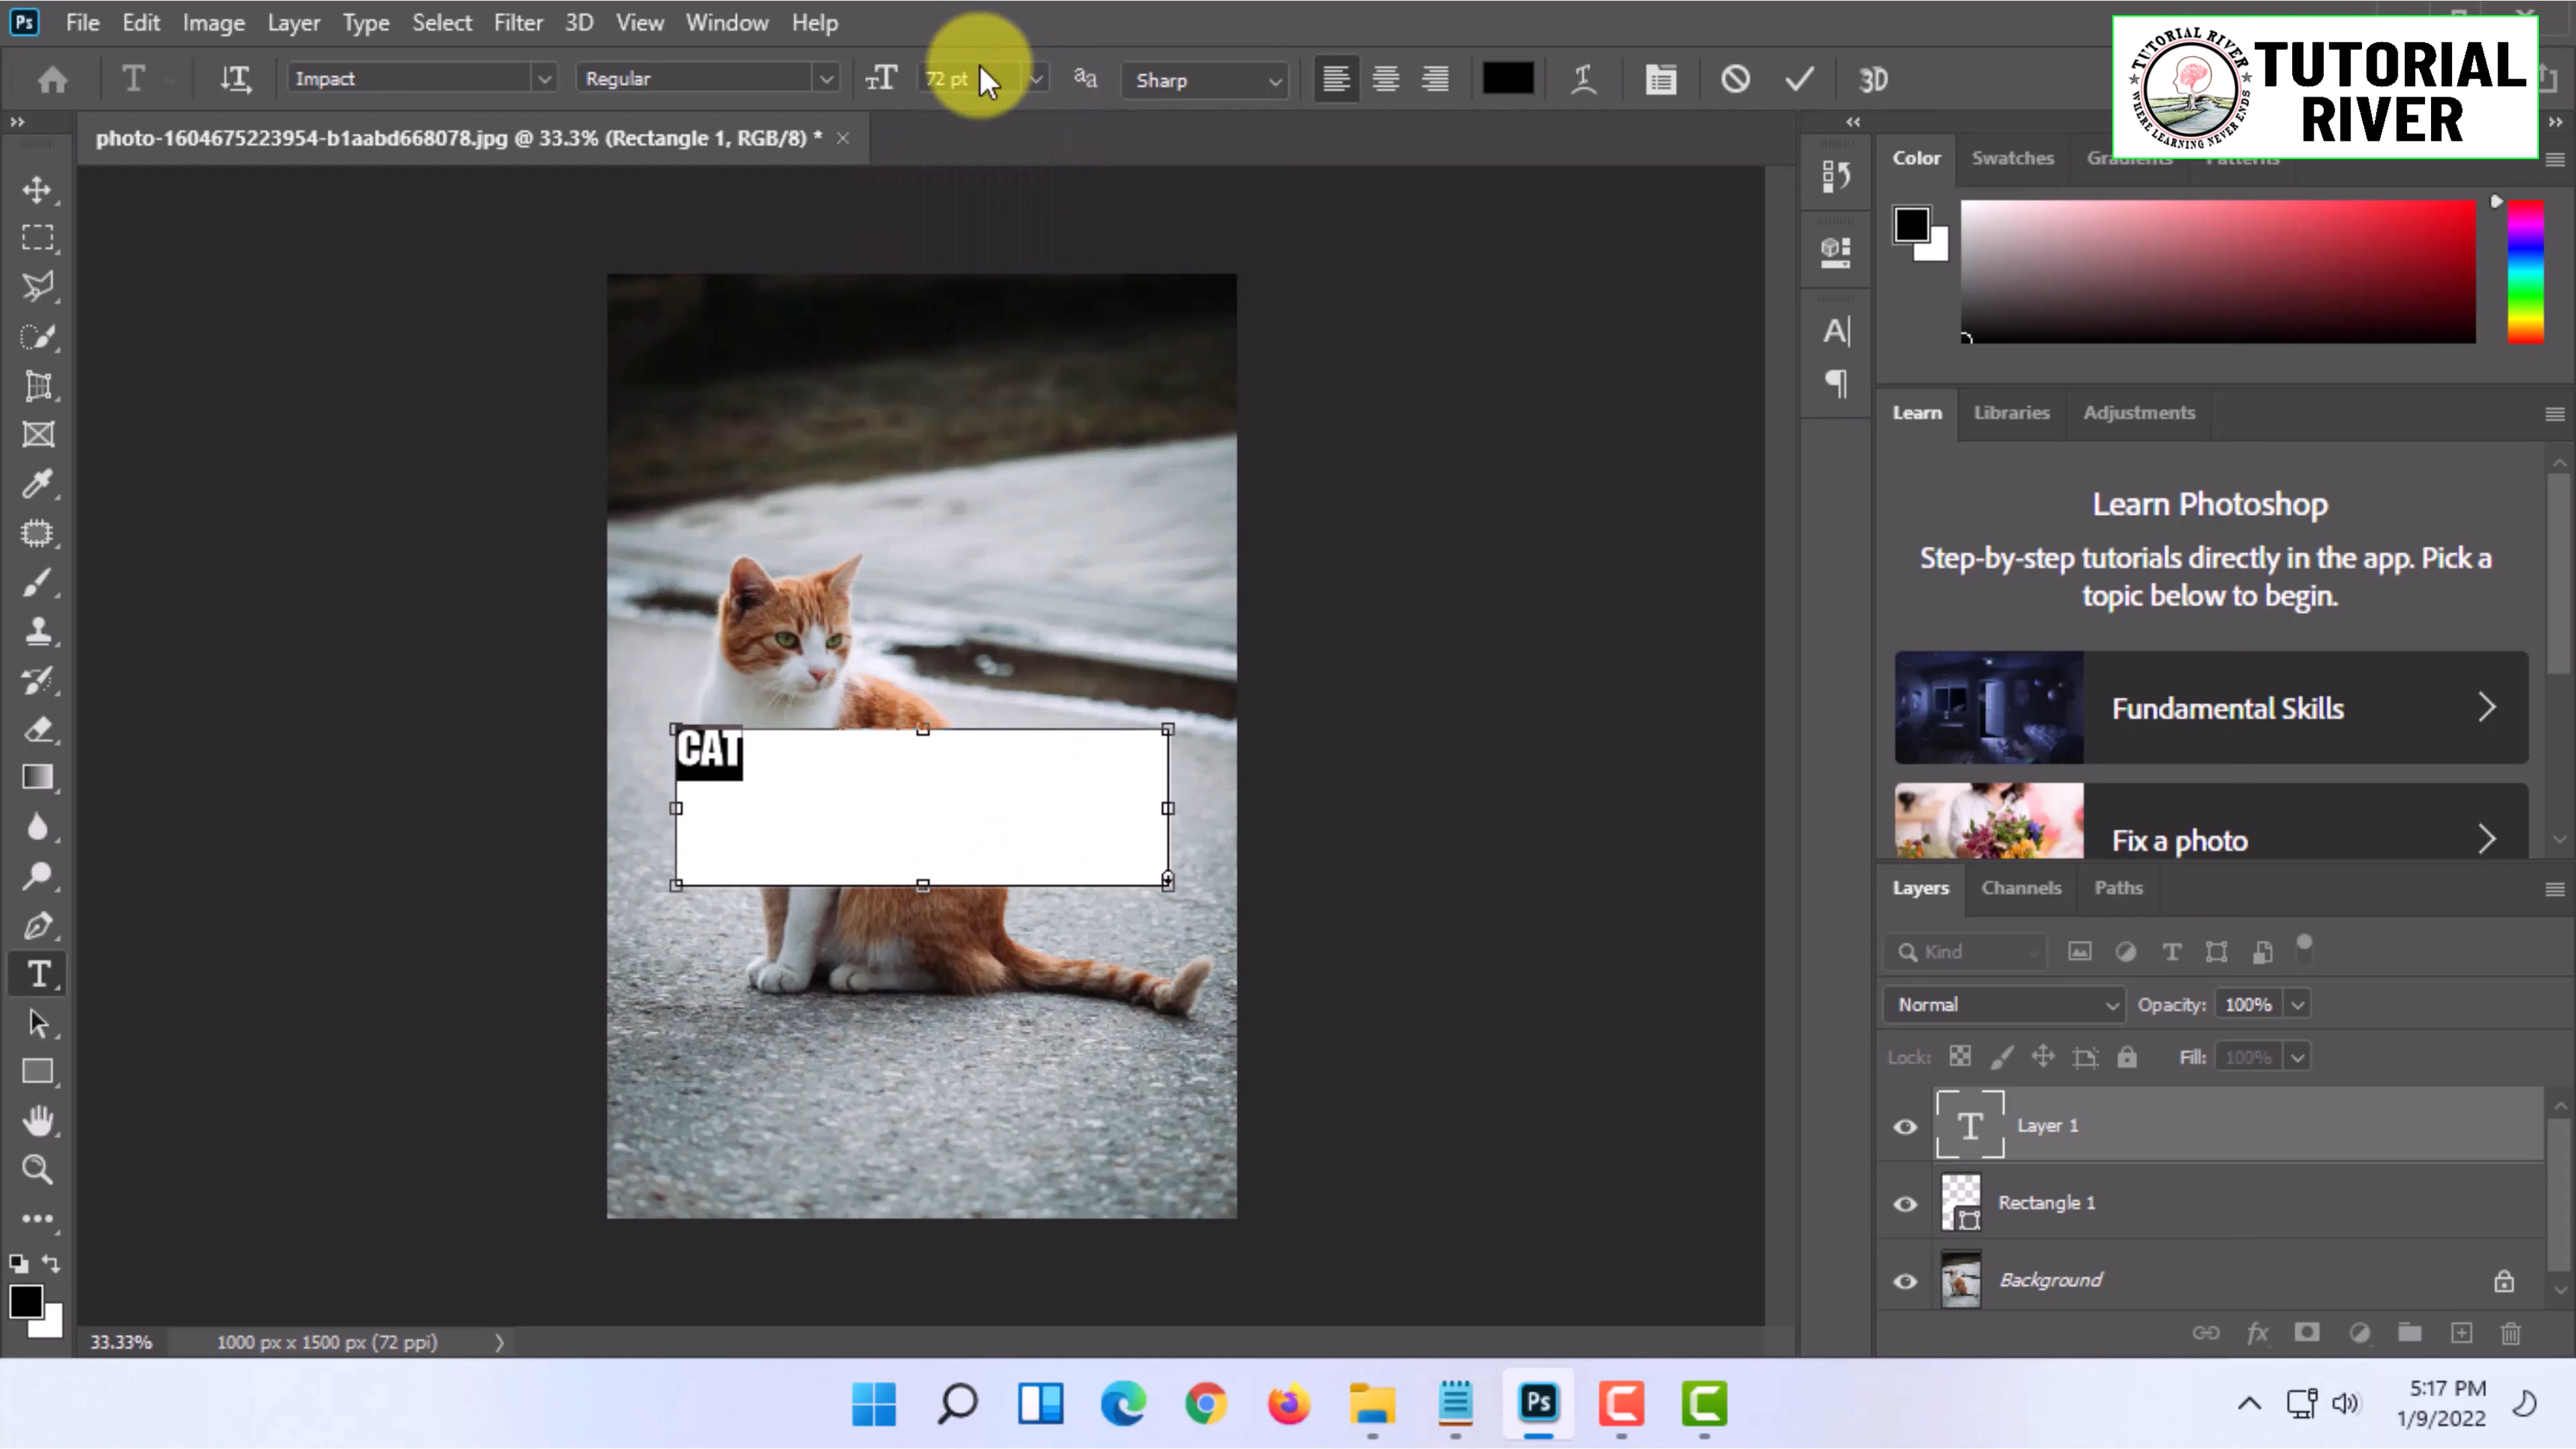 Ps File Edit Image Layer Type Select Filter 3D View Window Help
TUTORIAL RIVER
WHERE LEARNING NEVER ENDS
TUTORIAL
RIVER
Impact Regular 72 pt Sharp 3D
photo-1604675223954-b1aabd668078.jpg @ 33.3% (Rectangle 1, RGB/8) *
Color Swatches Gradients Patterns
Learn Libraries Adjustments
Learn Photoshop
Step-by-step tutorials directly in the app. Pick a
topic below to begin.
Fundamental Skills
Fix a photo
CAT
Layers Channels Paths
Kind
Normal Opacity: 100%
Lock: Fill: 100%
Layer 1
Rectangle 1
Background
33.33% 1000 px x 1500 px (72 ppi)
Ps
5:17 PM
1/9/2022